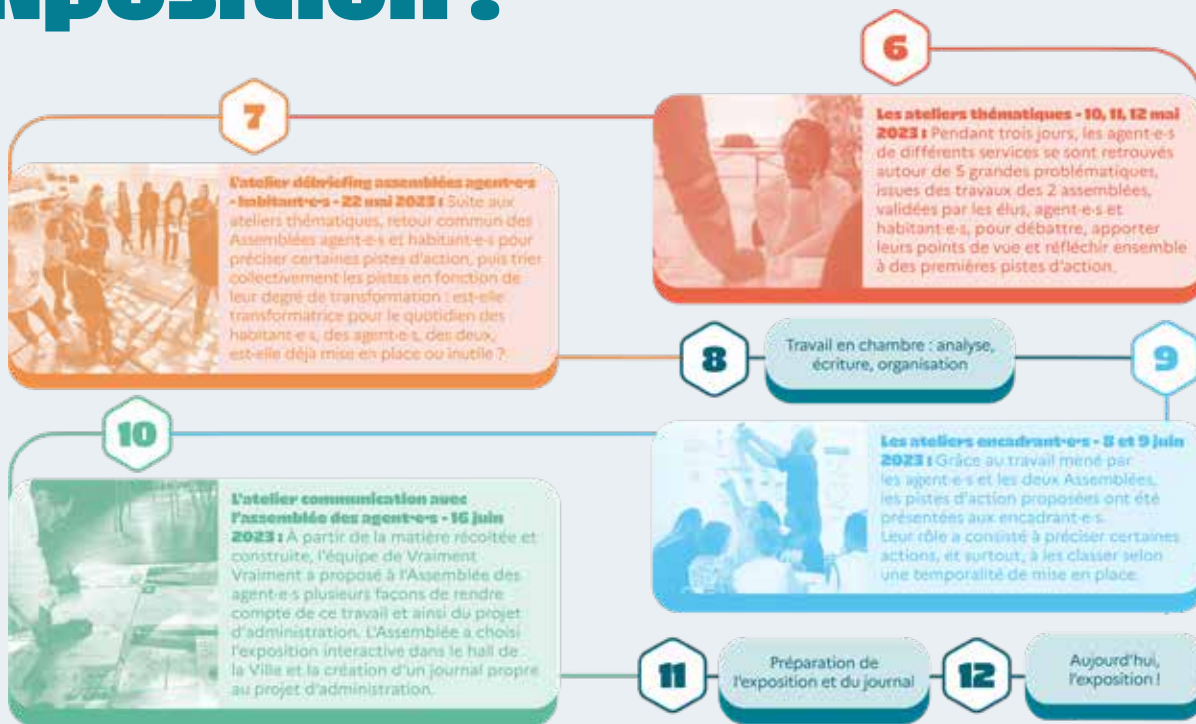 6
Les ateliers thématiques - 10, 11, 12 mai
2023 : Pendant trois jours, les agent·e·s
de différents services se sont retrouvés
autour de 5 grandes problématiques,
issues des travaux des 2 assemblées,
validées par les élus, agent·e·s et
habitant·e·s, pour débattre, apporter
leurs points de vue et réfléchir ensemble
à des premières pistes d'action.
7
L'atelier débriefing assemblées agent·e·s
- habitant·e·s - 22 mai 2023 : Suite aux
ateliers thématiques, retour commun des
Assemblées agent·e·s et habitant·e·s pour
préciser certaines pistes d'action, puis trier
collectivement les pistes en fonction de
leur degré de transformation : est-elle
transformatrice pour le quotidien des
habitant·e·s, des agent·e·s, des deux,
est-elle déjà mise en place ou inutile ?
8
Travail en chambre : analyse,
écriture, organisation
9
Les ateliers encadrant·e·s - 8 et 9 juin
2023 : Grâce au travail mené par
les agent·e·s et les deux Assemblées,
les pistes d'action proposées ont été
présentées aux encadrant·e·s.
Leur rôle a consisté à préciser certaines
actions, et surtout, à les classer selon
une temporalité de mise en place.
10
L'atelier communication avec
l'assemblée des agent·e·s - 16 juin
2023 : À partir de la matière récoltée et
construite, l'équipe de Vraiment
Vraiment a proposé à l'Assemblée des
agent·e·s plusieurs façons de rendre
compte de ce travail et ainsi du projet
d'administration. L'Assemblée a choisi
l'exposition interactive dans le hall de
la Ville et la création d'un journal propre
au projet d'administration.
11
Préparation de
l'exposition et du journal
12
Aujourd'hui,
l'exposition !